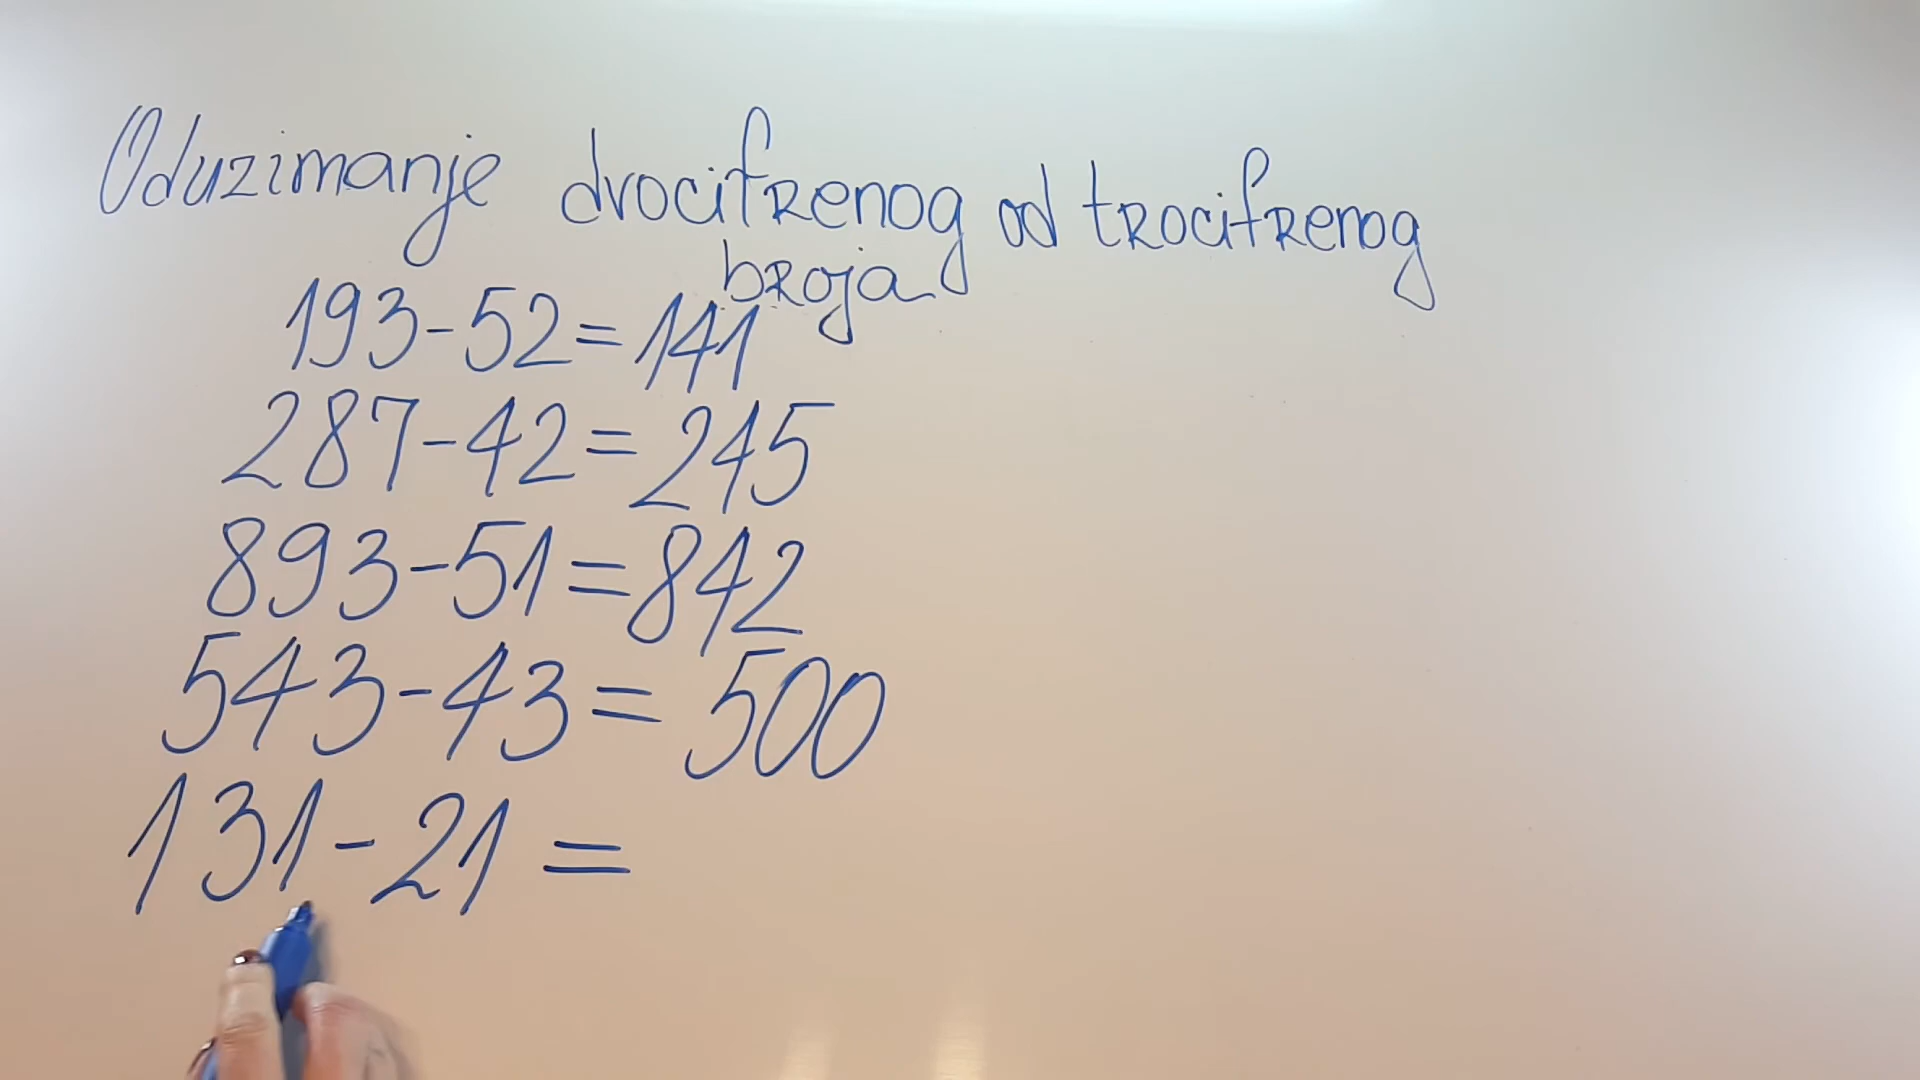 Oduzimanje dvocifrenog od trocifrenog
broja
193-52=141
287-42=245
893-51=842
543-43=500
131-21=